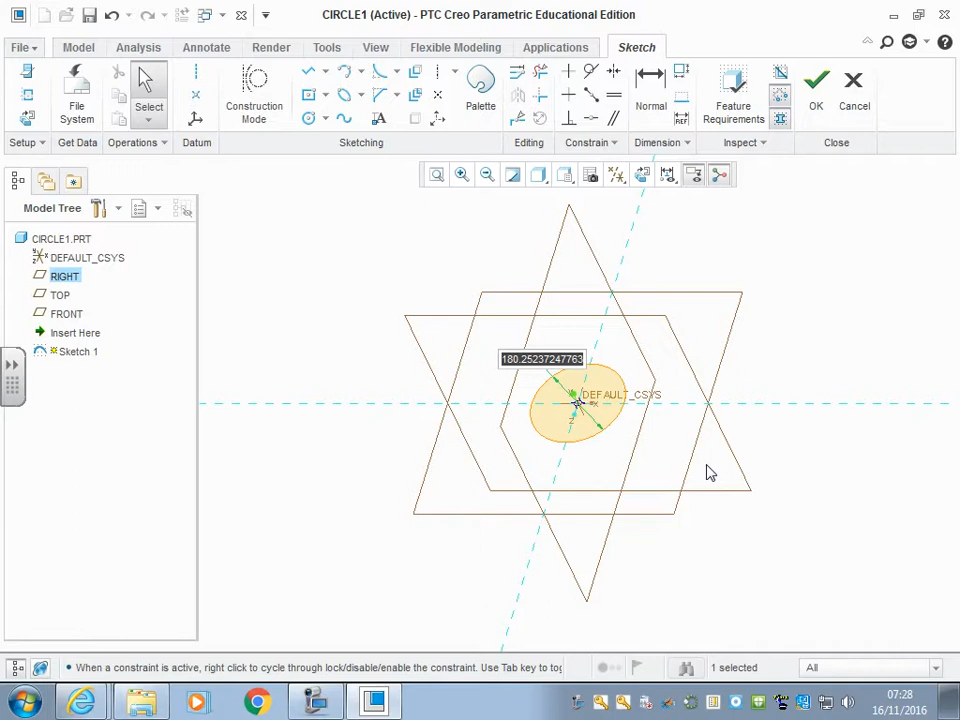 CIRCLE1 (Active) - PTC Creo Parametric Educational Edition
File Model Analysis Annotate Render Tools View Flexible Modeling Applications Sketch
File System
Select
Construction Mode
Palette
Normal
Feature Requirements
OK
Cancel
Setup Get Data Operations Datum Sketching Editing Constrain Dimension Inspect Close
Model Tree
CIRCLE1.PRT
DEFAULT_CSYS
RIGHT
TOP
FRONT
Insert Here
Sketch 1
180.25237247763
DEFAULT_CSYS
x
z
When a constraint is active, right click to cycle through lock/disable/enable the constraint. Use Tab key to tog
1 selected
All
07:28
16/11/2016